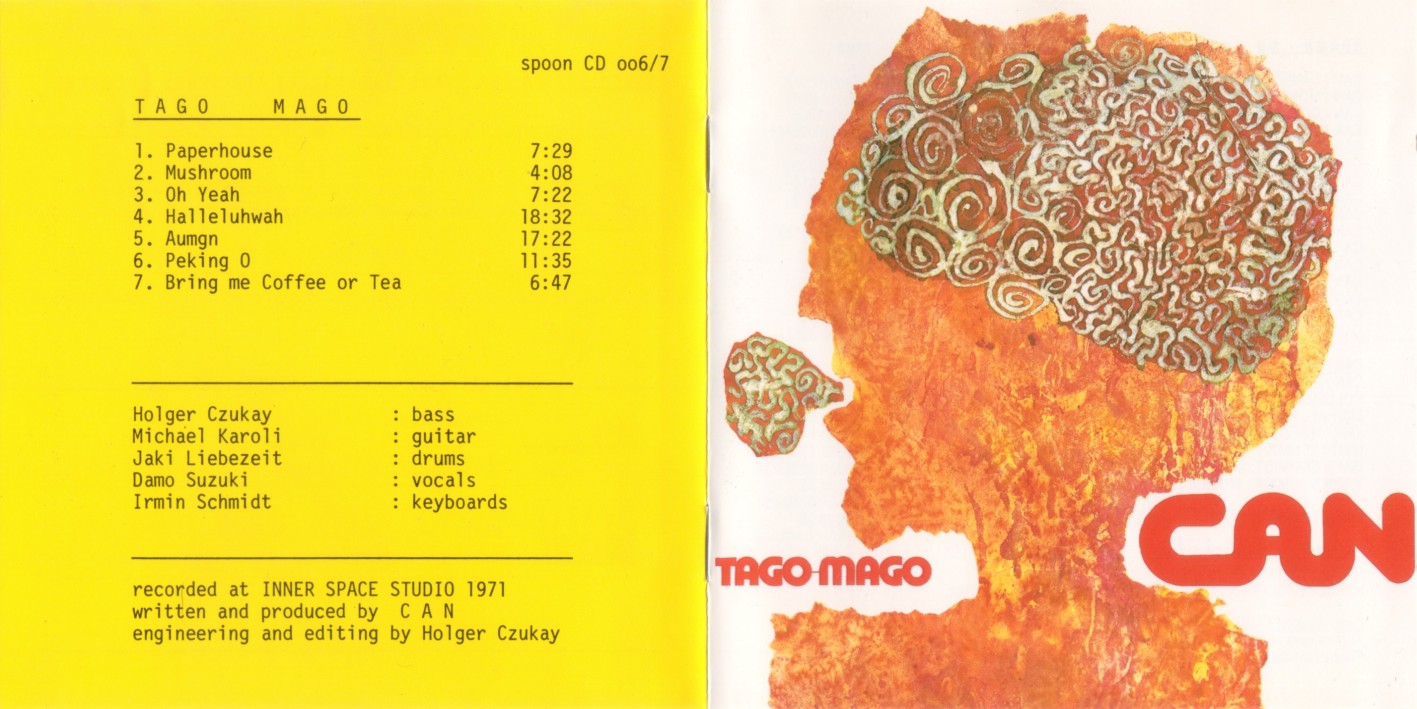 spoon CD oo6/7
TAGO MAGO
1. Paperhouse 7:29
2. Mushroom 4:08
3. Oh Yeah 7:22
4. Halleluhwah 18:32
5. Aumgn 17:22
6. Peking O 11:35
7. Bring me Coffee or Tea 6:47
Holger Czukay : bass
Michael Karoli : guitar
Jaki Liebezeit : drums
Damo Suzuki : vocals
Irmin Schmidt : keyboards
recorded at INNER SPACE STUDIO 1971
written and produced by C A N
engineering and editing by Holger Czukay
CAN
TAGO-MAGO